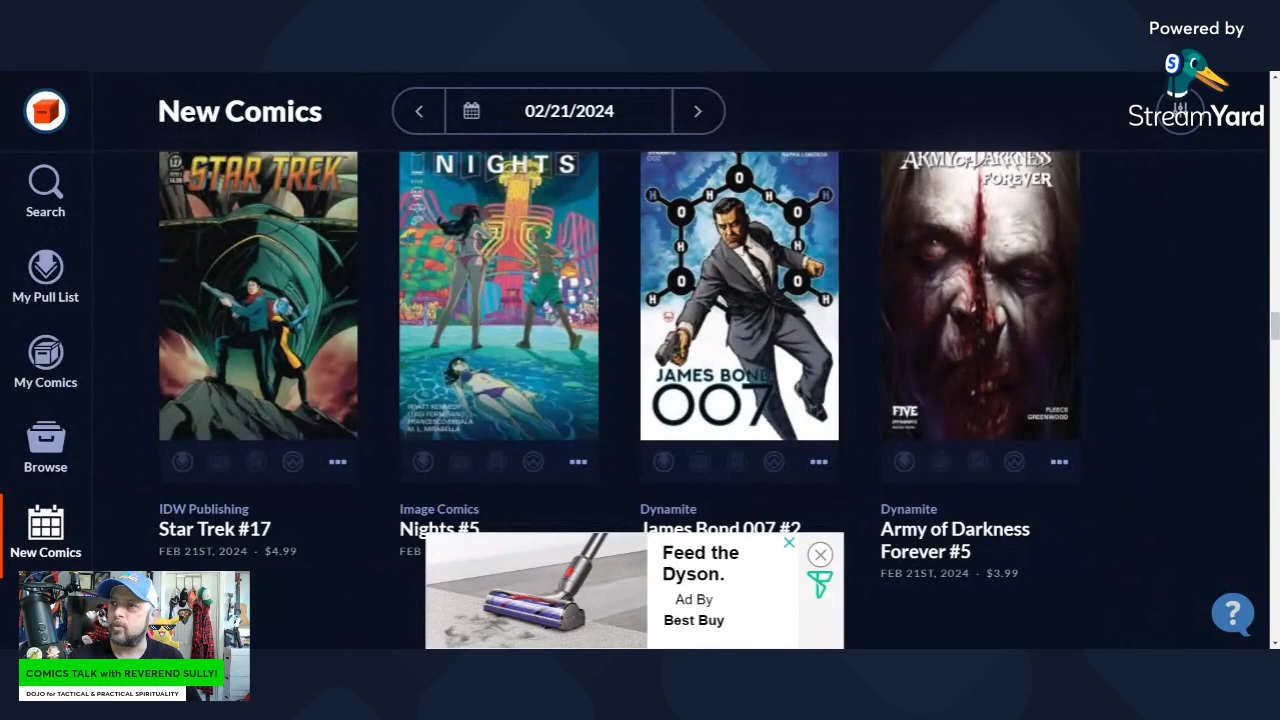 Powered by
StreamYard
New Comics
02/21/2024
Search
My Pull List
My Comics
Browse
New Comics
STAR TREK
NIGHTS
JAMES BOND
007
ARMY OF DARKNESS
FOREVER
FIVE
FLEECS
GREENWOOD
H O O H
H O O H
IDW Publishing
Star Trek #17
FEB 21ST, 2024 · $4.99
Image Comics
Nights #5
FEB
Dynamite
James Bond 007 #2
Dynamite
Army of Darkness
Forever #5
FEB 21ST, 2024 · $3.99
Feed the
Dyson.
Ad By
Best Buy
?
COMICS TALK with REVEREND SULLY!
DOJO for TACTICAL & PRACTICAL SPIRITUALITY